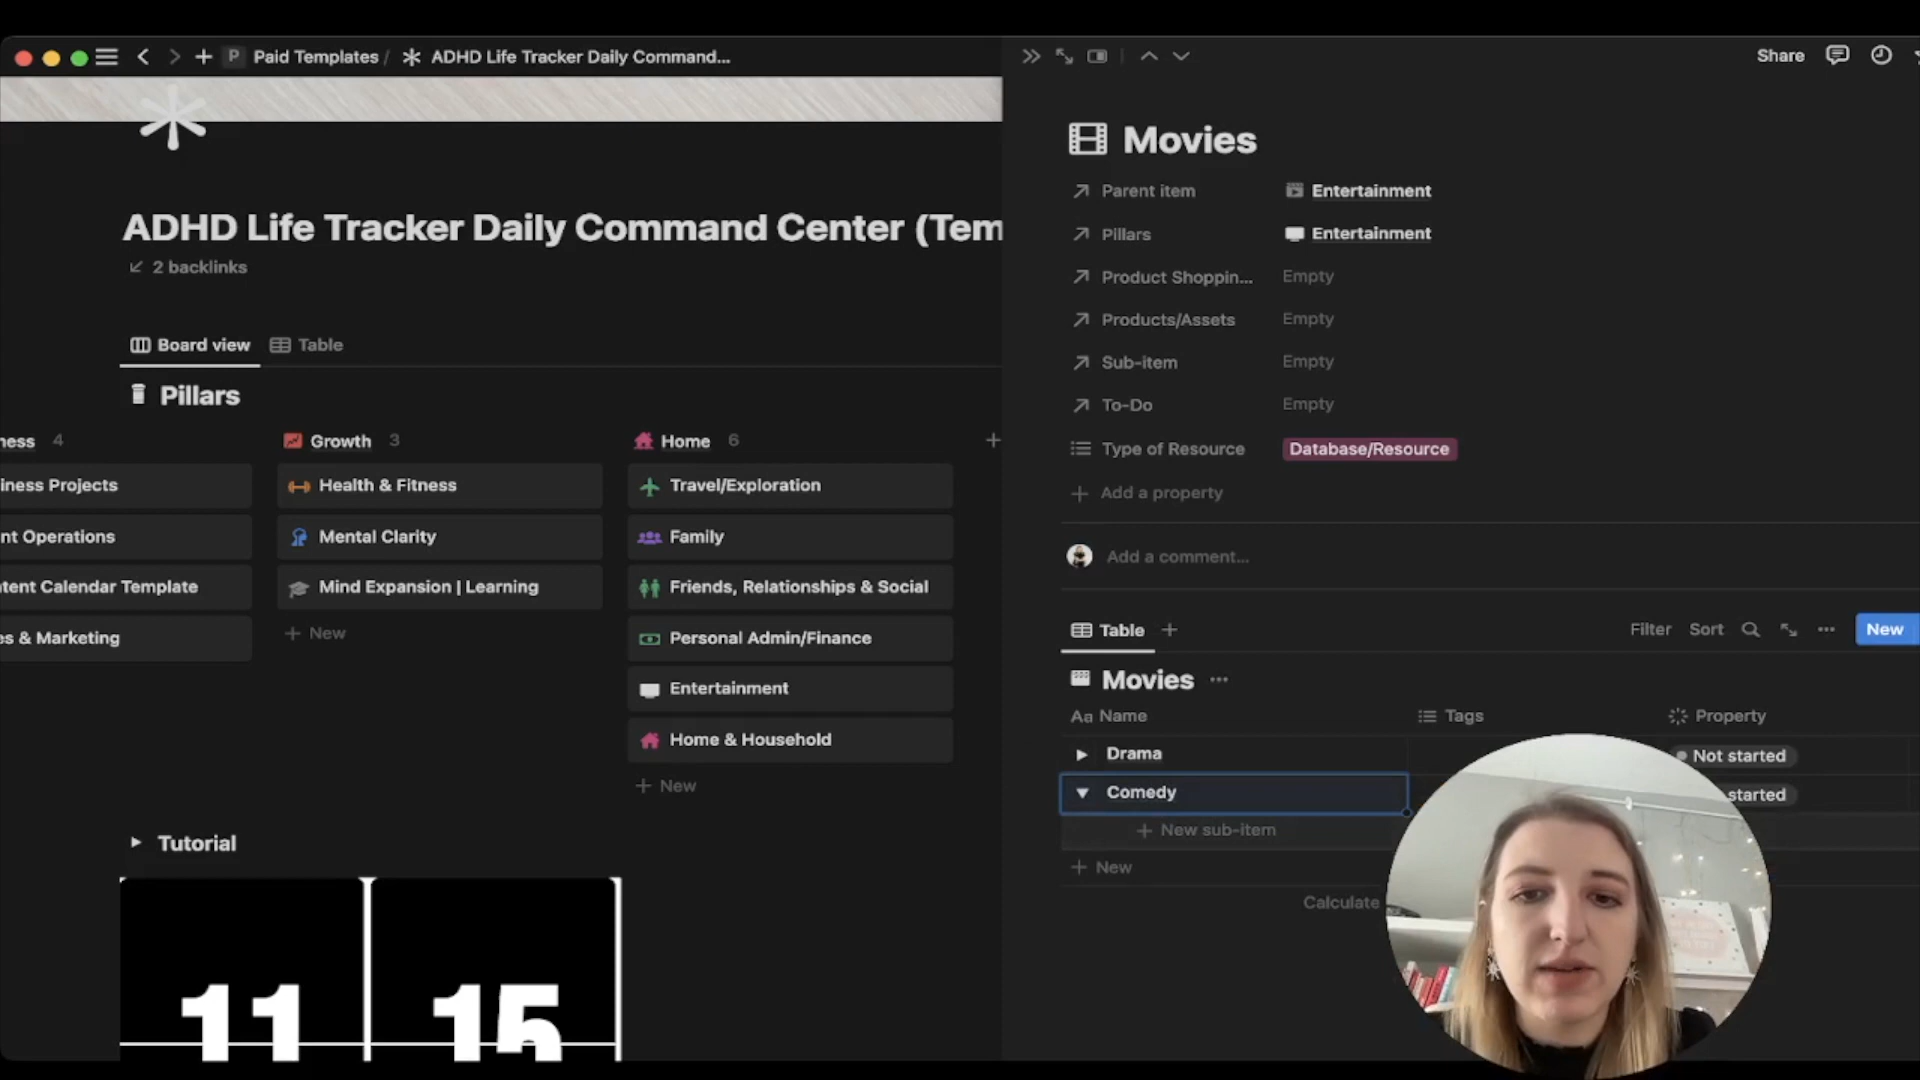 P Paid Templates / ADHD Life Tracker Daily Command...
Share
ADHD Life Tracker Daily Command Center (Tem
2 backlinks
Board view
Table
Pillars
ness 4
iness Projects
nt Operations
tent Calendar Template
es & Marketing
Growth 3
Health & Fitness
Mental Clarity
Mind Expansion | Learning
New
Home 6
Travel/Exploration
Family
Friends, Relationships & Social
Personal Admin/Finance
Entertainment
Home & Household
New
Tutorial
11 15
Movies
Parent item Entertainment
Pillars Entertainment
Product Shoppin... Empty
Products/Assets Empty
Sub-item Empty
To-Do Empty
Type of Resource Database/Resource
Add a property
Add a comment...
Table
Filter Sort New
Movies
Aa Name Tags Property
Drama Not started
Comedy started
New sub-item
New
Calculate